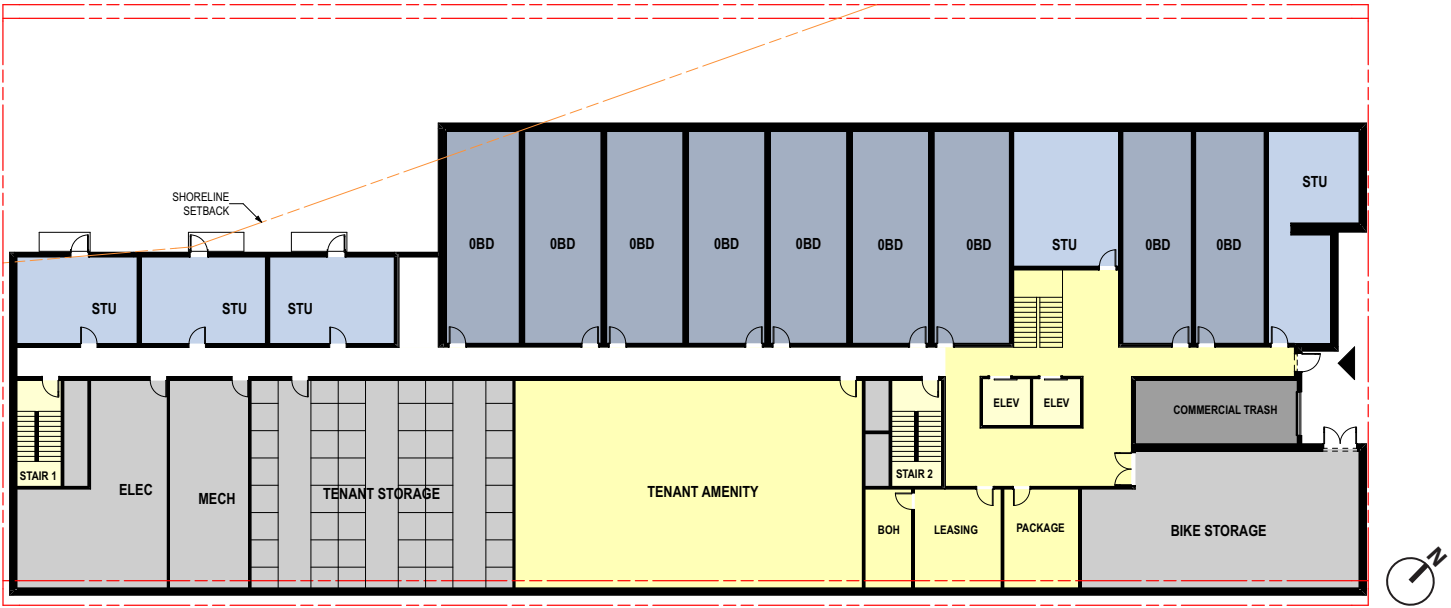 SHORELINE
SETBACK
STU
STU
STU
0BD
0BD
0BD
0BD
0BD
0BD
0BD
STU
0BD
0BD
STU
STAIR 1
ELEC
MECH
TENANT STORAGE
TENANT AMENITY
STAIR 2
ELEV
ELEV
COMMERCIAL TRASH
BOH
LEASING
PACKAGE
BIKE STORAGE
N